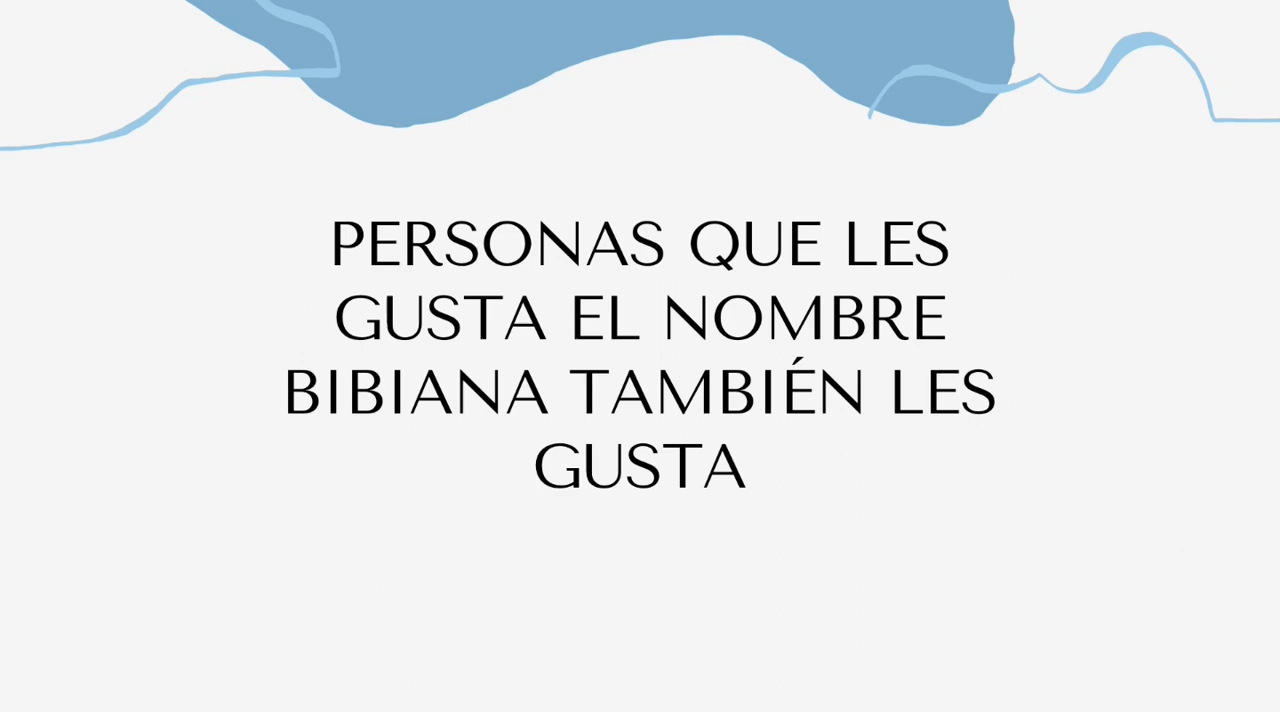 PERSONAS QUE LES
GUSTA EL NOMBRE
BIBIANA TAMBIÉN LES
GUSTA